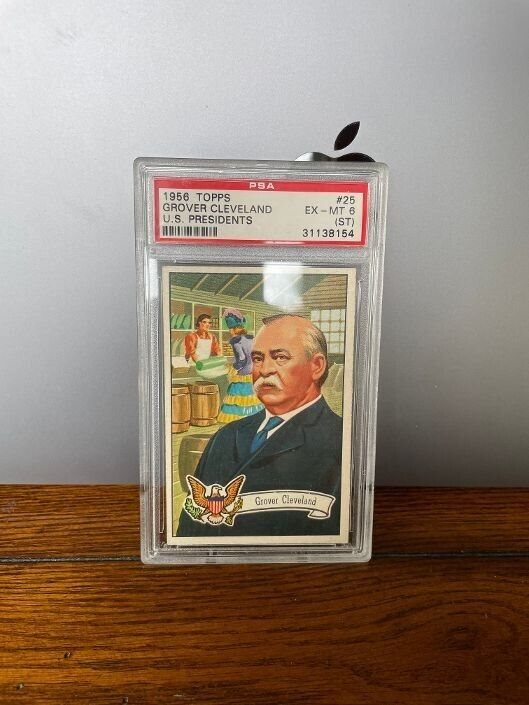 PSA
1956 TOPPS #25
GROVER CLEVELAND EX-MT 6
U.S. PRESIDENTS (ST)
31138154
Grover Cleveland